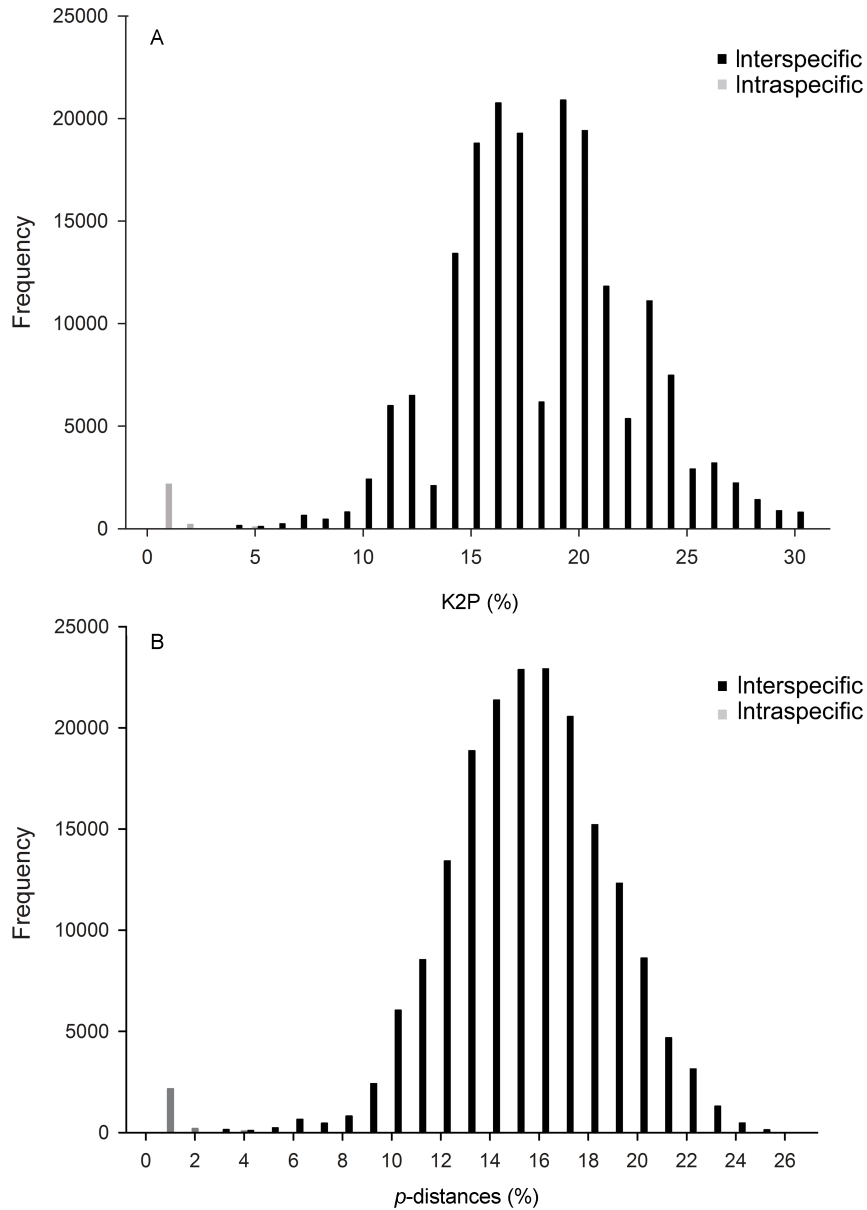 A
Interspecific
Intraspecific
25000
20000
15000
10000
5000
0
Frequency
0 5 10 15 20 25 30
K2P (%)
B
Interspecific
Intraspecific
25000
20000
15000
10000
5000
0
Frequency
0 2 4 6 8 10 12 14 16 18 20 22 24 26
p-distances (%)